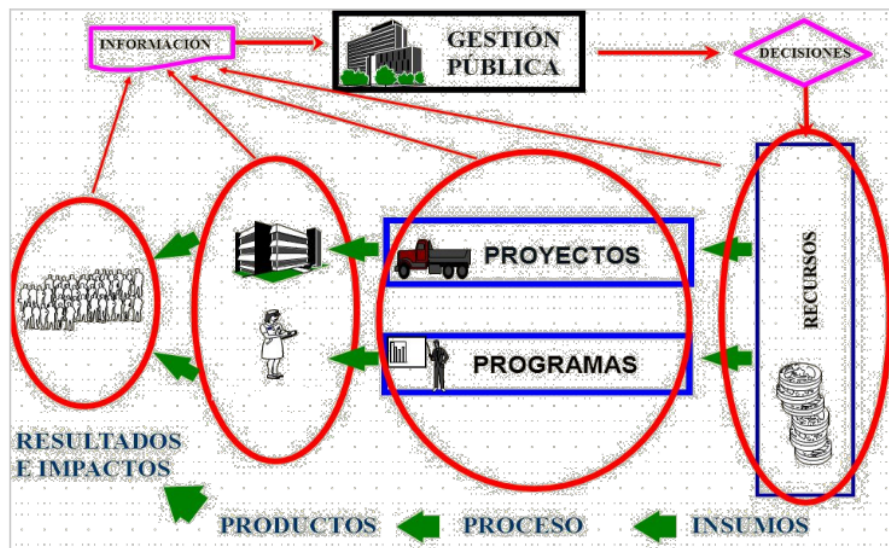 INFORMACIÓN
GESTIÓN
PÚBLICA
DECISIONES
PROYECTOS
PROGRAMAS
RECURSOS
RESULTADOS
E IMPACTOS
PRODUCTOS
PROCESO
INSUMOS